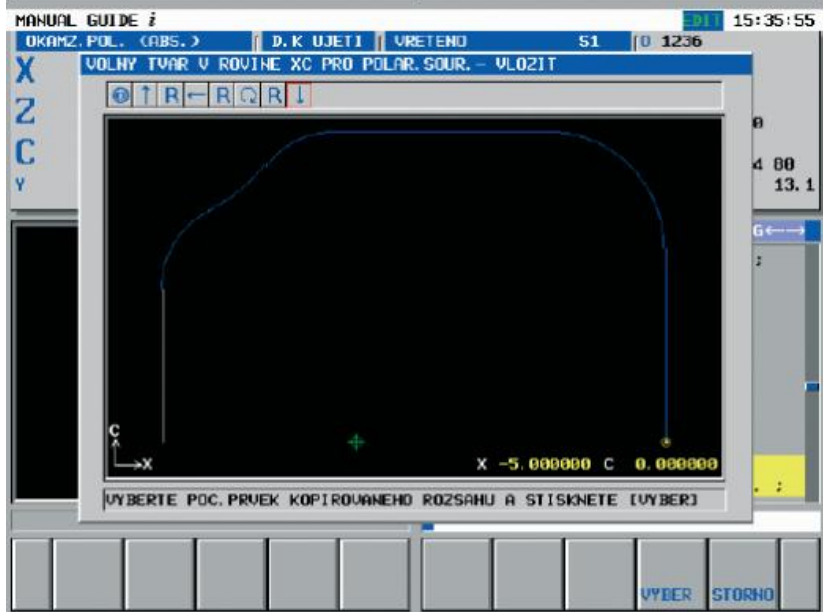 MANUAL GUIDE i EDIT 15:35:55
OKAMZ.POL. (ABS.) D.K UJETI VRETENO S1 O 1236
VOLNY TVAR V ROVINE XC PRO POLAR.SOUR.- VLOZIT
X
R R R
Z
0
C
4 80
Y
13.1
G
;
C
X
X -5.000000 C 0.000000
. ;
VYBERTE POC.PRVEK KOPIROVANEHO ROZSAHU A STISKNETE [VYBER]
VYBER STORNO